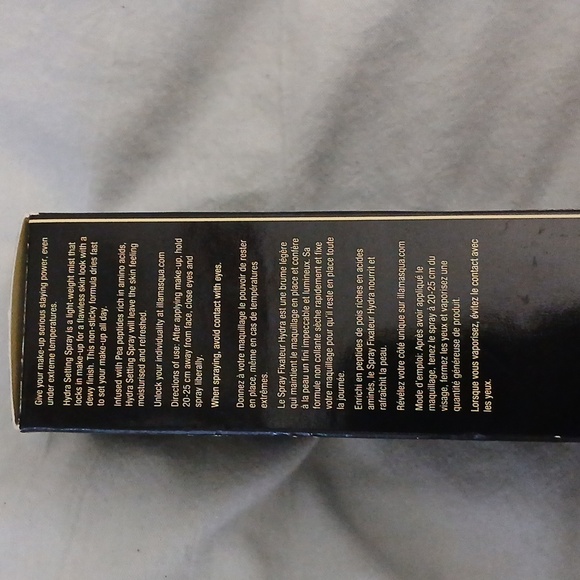 Give your make-up serious staying power, even
under extreme temperatures.
Hydra Setting Spray is a light-weight mist that
locks in make-up for a flawless skin look with a
dewy finish. This non-sticky formula dries fast
to set your make-up all day.
Infused with Pea peptides rich in amino acids,
Hydra Setting Spray will leave the skin feeling
moisturised and refreshed.
Unlock your individuality at illamasqua.com
Directions of use: After applying make-up, hold
20-25 cm away from face, close eyes and
spray liberally.
When spraying, avoid contact with eyes.
Donnez à votre maquillage le pouvoir de rester
en place, même en cas de températures
extrêmes.
Le Spray Fixateur Hydra est une brume légère
qui maintient le maquillage en place et confère
à la peau un fini impeccable et lumineux. Sa
formule non collante sèche rapidement et fixe
votre maquillage pour qu'il reste en place toute
la journée.
Enrichi en peptides de pois riches en acides
aminés, le Spray Fixateur Hydra nourrit et
rafraîchit la peau.
Révélez votre côté unique sur illamasqua.com
Mode d'emploi: Après avoir appliqué le
maquillage, tenez le spray à 20-25 cm du
visage, fermez les yeux et vaporisez une
quantité généreuse de produit.
Lorsque vous vaporisez, évitez le contact avec
les yeux.